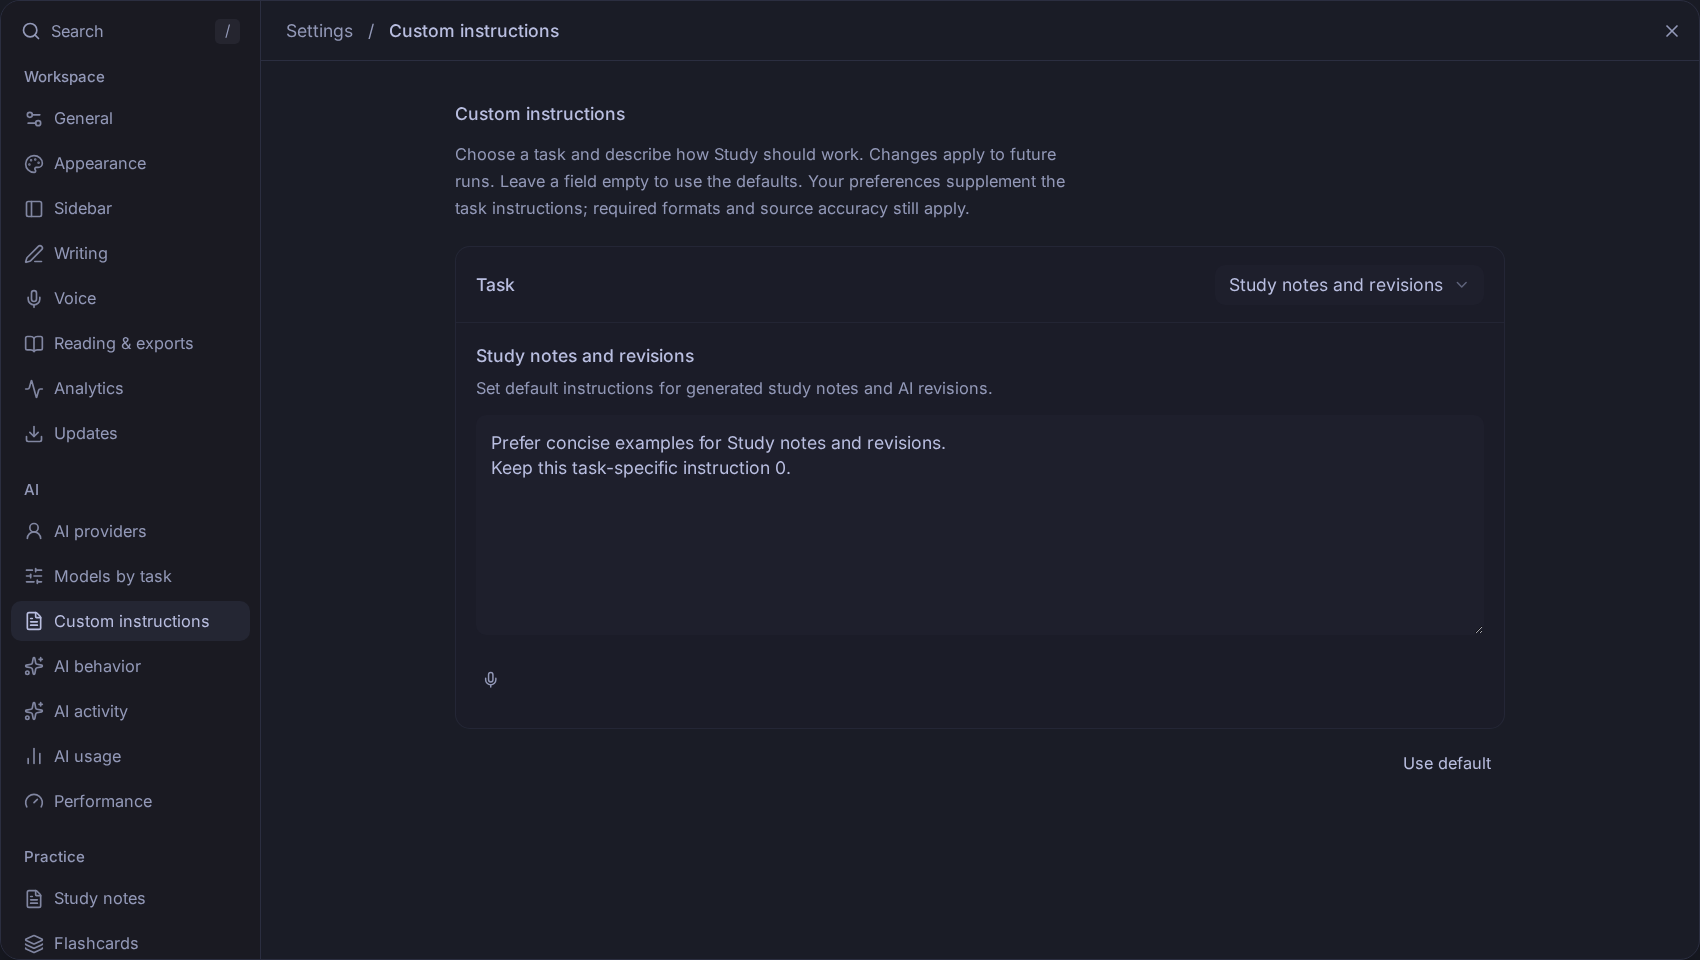 Search /
Workspace
General
Appearance
Sidebar
Writing
Voice
Reading & exports
Analytics
Updates
AI
AI providers
Models by task
Custom instructions
AI behavior
AI activity
AI usage
Performance
Practice
Study notes
Flashcards
Settings / Custom instructions
Custom instructions
Choose a task and describe how Study should work. Changes apply to future
runs. Leave a field empty to use the defaults. Your preferences supplement the
task instructions; required formats and source accuracy still apply.
Task Study notes and revisions
Study notes and revisions
Set default instructions for generated study notes and AI revisions.
Prefer concise examples for Study notes and revisions.
Keep this task-specific instruction 0.
Use default